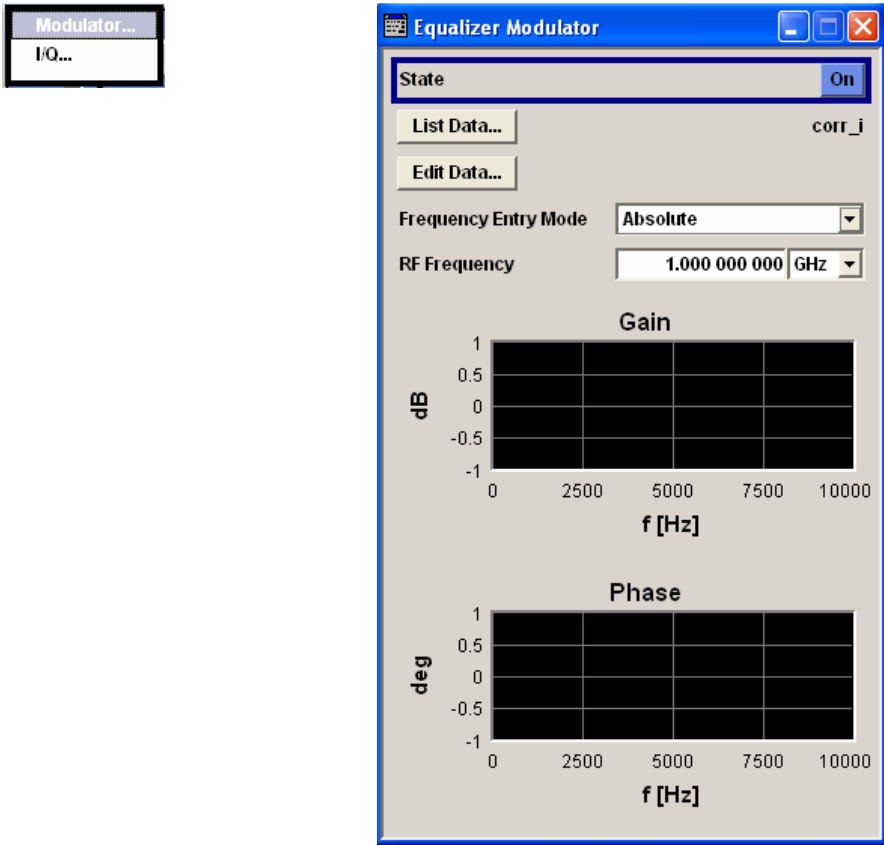 Modulator...
I/Q...
Equalizer Modulator
State On
List Data... corr_i
Edit Data...
Frequency Entry Mode Absolute
RF Frequency 1.000 000 000 GHz
Gain
1
0.5
dB 0
-0.5
-1
0 2500 5000 7500 10000
f [Hz]
Phase
1
0.5
deg 0
-0.5
-1
0 2500 5000 7500 10000
f [Hz]